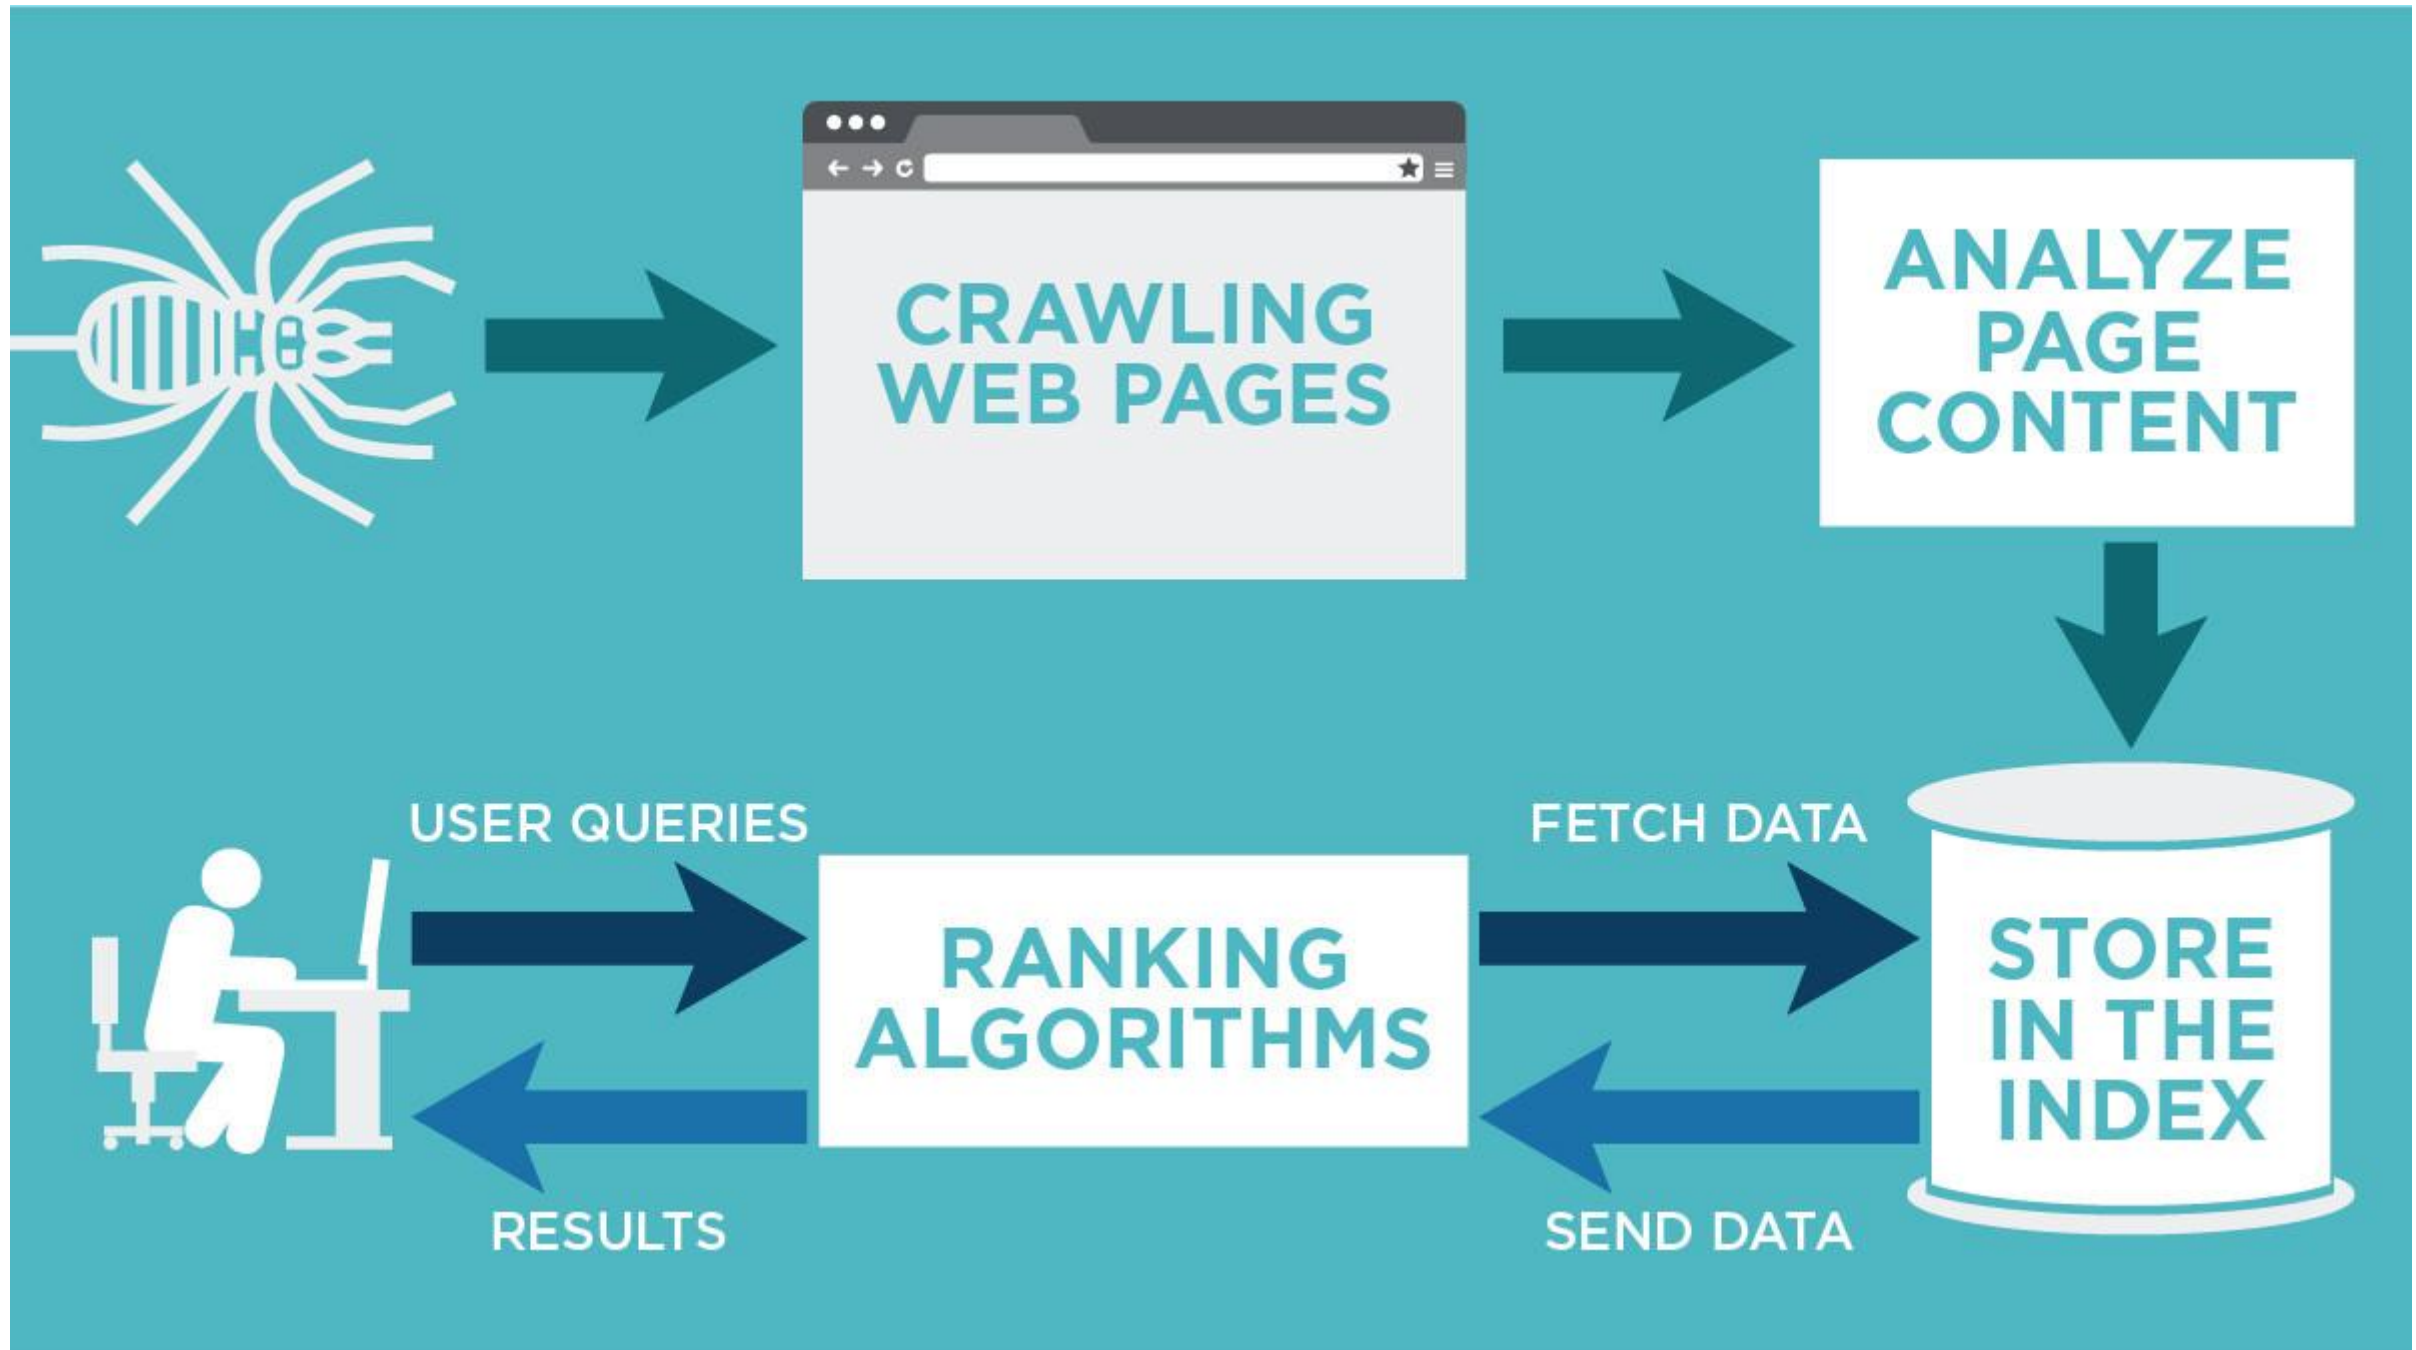 CRAWLING
WEB PAGES
ANALYZE
PAGE
CONTENT
USER QUERIES
FETCH DATA
RANKING
ALGORITHMS
STORE
IN THE
INDEX
RESULTS
SEND DATA